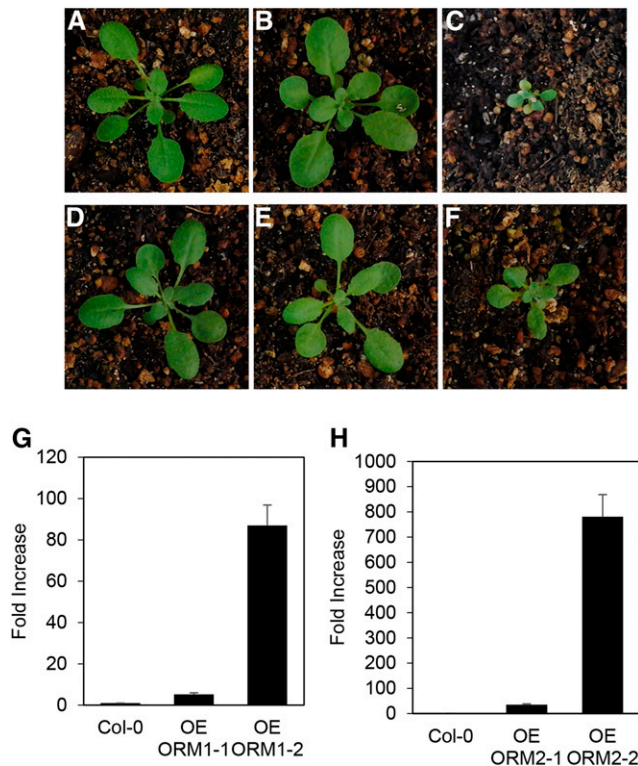 A B C
D E F
G H
120
100
80
60
40
20
0
Fold Increase
Col-0 OE OE
ORM1-1 ORM1-2
1000
900
800
700
600
500
400
300
200
100
0
Fold Increase
Col-0 OE OE
ORM2-1 ORM2-2